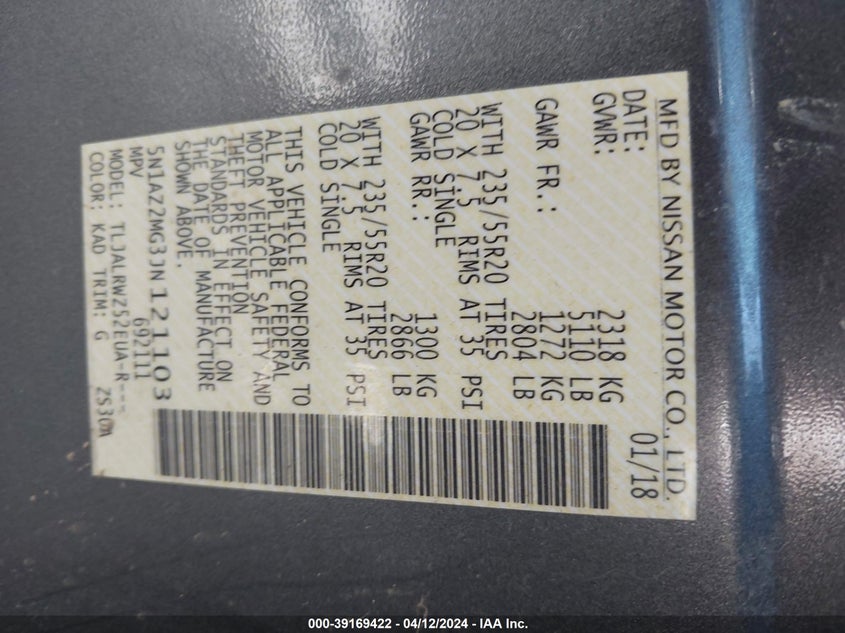 MFD BY NISSAN MOTOR CO., LTD.
DATE: 01/18
GVWR: 2318 KG
5110 LB
GAWR FR.: 1272 KG
2804 LB
WITH 235/55R20 TIRES
20 X 7.5 RIMS AT 35 PSI
COLD SINGLE
GAWR RR.: 1300 KG
2866 LB
WITH 235/55R20 TIRES
20 X 7.5 RIMS AT 35 PSI
COLD SINGLE
THIS VEHICLE CONFORMS TO
ALL APPLICABLE FEDERAL
MOTOR VEHICLE SAFETY AND
THEFT PREVENTION
STANDARDS IN EFFECT ON
THE DATE OF MANUFACTURE
SHOWN ABOVE.
5N1AZ2MG3JN121103
MPV 692111
MODEL: TL3ALRWZ52EUA-R---
COLOR: KAD TRIM: G ZS30M
000-39169422 - 04/12/2024 - IAA Inc.